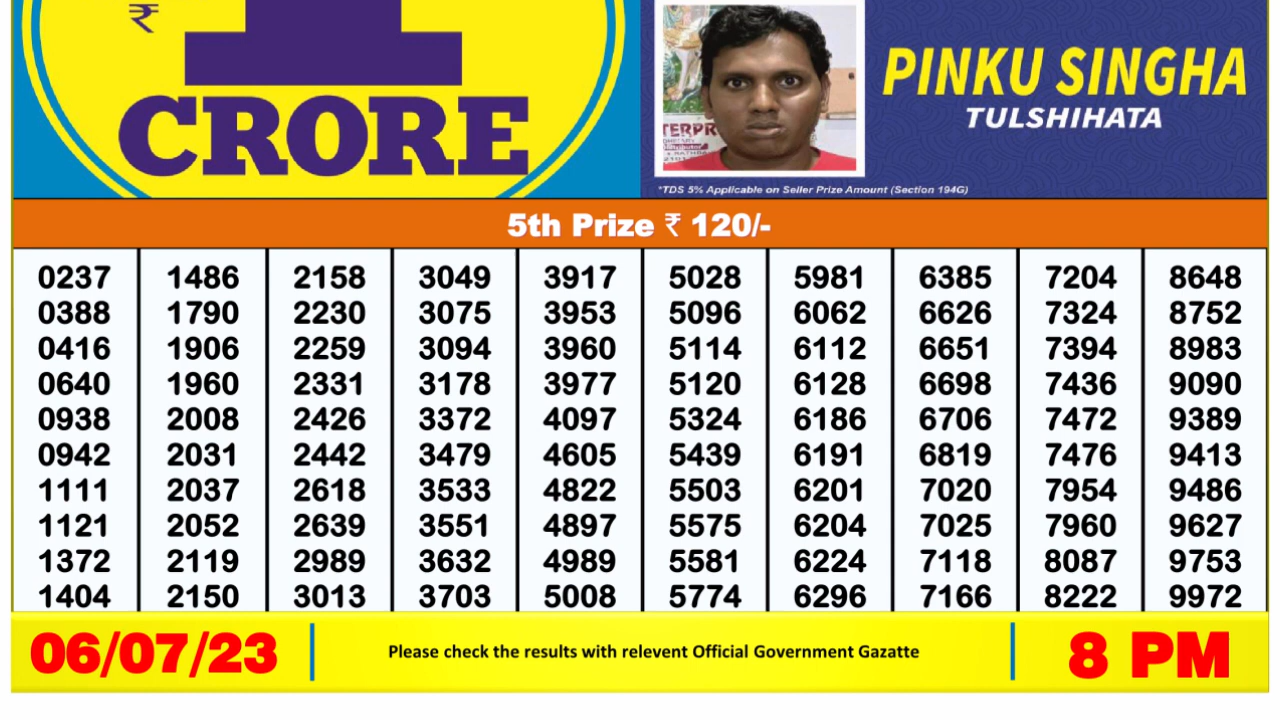 ₹
CRORE
PINKU SINGHA
TULSHIHATA
TERPR
*TDS 5% Applicable on Seller Prize Amount (Section 194G)
5th Prize ₹ 120/-
0237 1486 2158 3049 3917 5028 5981 6385 7204 8648
0388 1790 2230 3075 3953 5096 6062 6626 7324 8752
0416 1906 2259 3094 3960 5114 6112 6651 7394 8983
0640 1960 2331 3178 3977 5120 6128 6698 7436 9090
0938 2008 2426 3372 4097 5324 6186 6706 7472 9389
0942 2031 2442 3479 4605 5439 6191 6819 7476 9413
1111 2037 2618 3533 4822 5503 6201 7020 7954 9486
1121 2052 2639 3551 4897 5575 6204 7025 7960 9627
1372 2119 2989 3632 4989 5581 6224 7118 8087 9753
1404 2150 3013 3703 5008 5774 6296 7166 8222 9972
06/07/23
Please check the results with relevent Official Government Gazatte
8 PM